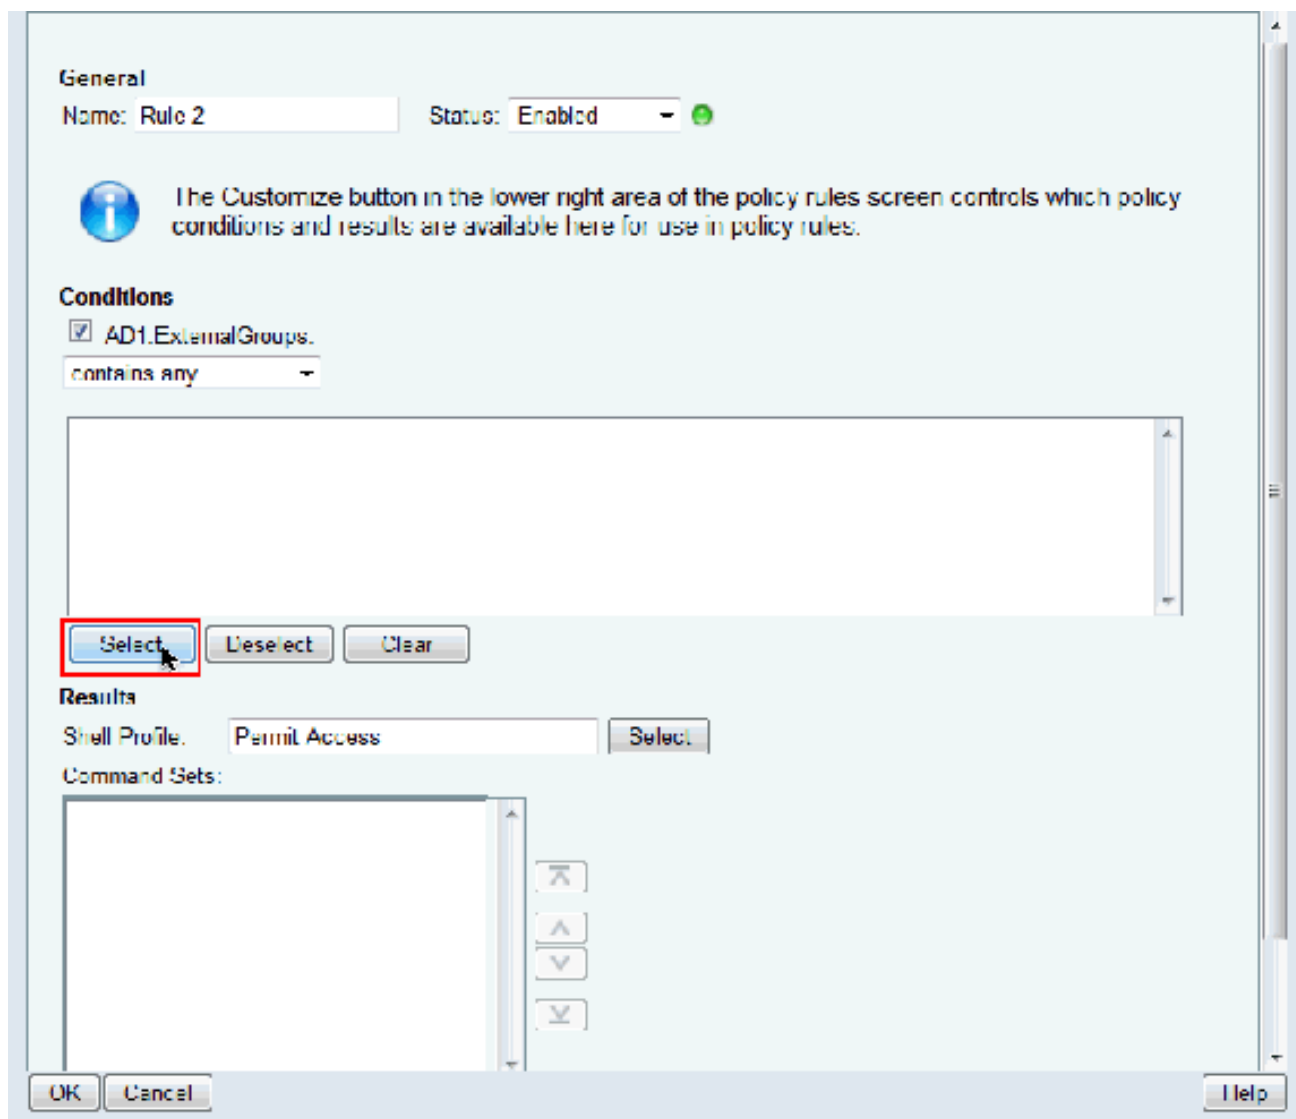 General
Name: Rule 2 Status: Enabled
The Customize button in the lower right area of the policy rules screen controls which policy
conditions and results are available here for use in policy rules.
Conditions
AD1:ExternalGroups:
contains any
Select Deselect Clear
Results
Shell Profile: Permit Access Select
Command Sets:
OK Cancel Help